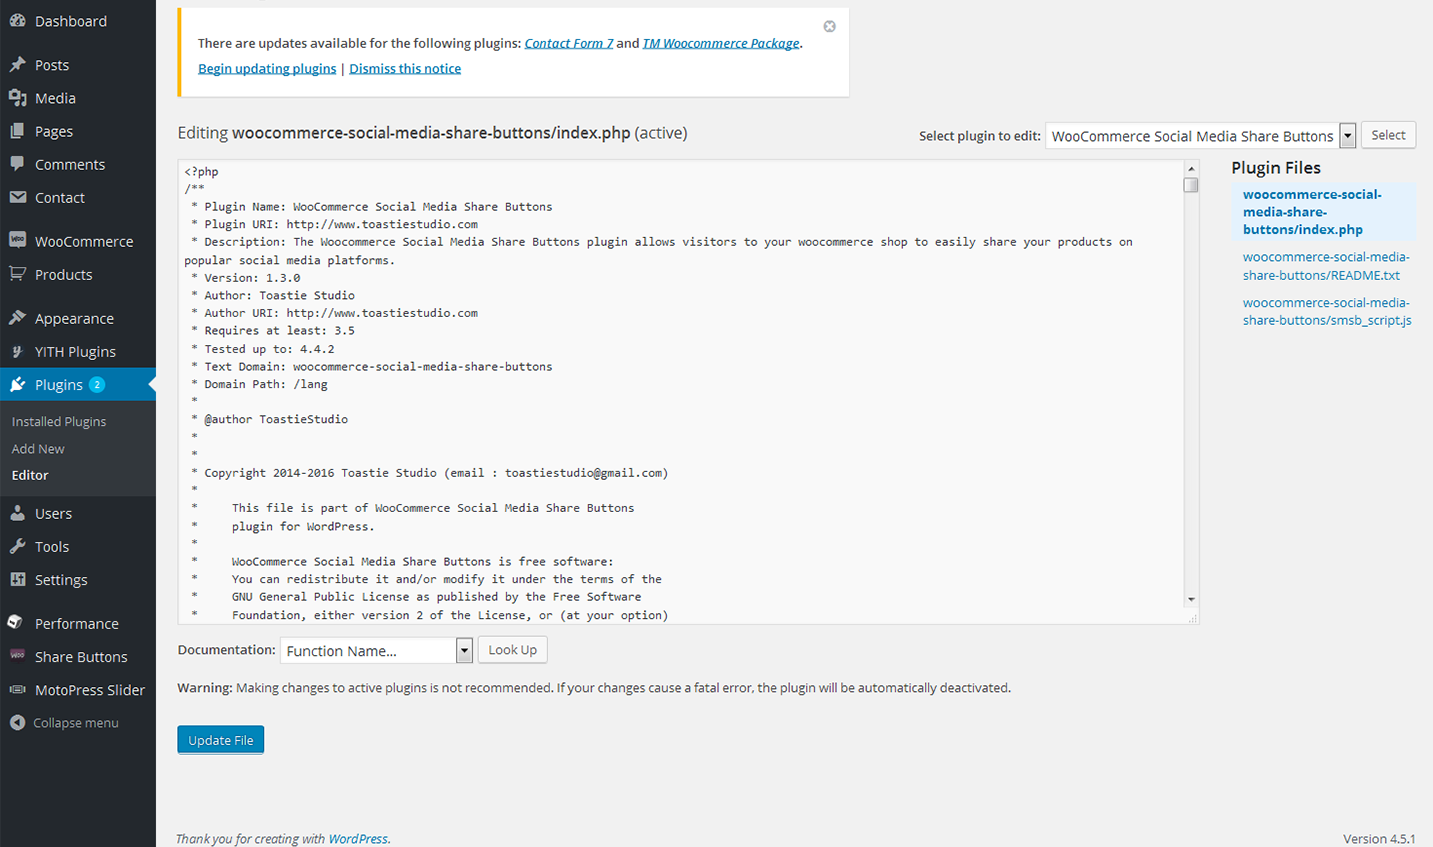 Dashboard
Posts
Media
Pages
Comments
Contact
WooCommerce
Products
Appearance
YITH Plugins
Plugins 2
Installed Plugins
Add New
Editor
Users
Tools
Settings
Performance
Share Buttons
MotoPress Slider
Collapse menu
There are updates available for the following plugins: Contact Form 7 and TM Woocommerce Package.
Begin updating plugins | Dismiss this notice
Editing woocommerce-social-media-share-buttons/index.php (active)
Select plugin to edit: WooCommerce Social Media Share Buttons Select
<?php
/**
* Plugin Name: WooCommerce Social Media Share Buttons
* Plugin URI: http://www.toastiestudio.com
* Description: The Woocommerce Social Media Share Buttons plugin allows visitors to your woocommerce shop to easily share your products on
popular social media platforms.
* Version: 1.3.0
* Author: Toastie Studio
* Author URI: http://www.toastiestudio.com
* Requires at least: 3.5
* Tested up to: 4.4.2
* Text Domain: woocommerce-social-media-share-buttons
* Domain Path: /lang
*
* @author ToastieStudio
*
*
* Copyright 2014-2016 Toastie Studio (email : toastiestudio@gmail.com)
*
* This file is part of WooCommerce Social Media Share Buttons
* plugin for WordPress.
*
* WooCommerce Social Media Share Buttons is free software:
* You can redistribute it and/or modify it under the terms of the
* GNU General Public License as published by the Free Software
* Foundation, either version 2 of the License, or (at your option)
Plugin Files
woocommerce-social-
media-share-
buttons/index.php
woocommerce-social-media-
share-buttons/README.txt
woocommerce-social-media-
share-buttons/smsb_script.js
Documentation: Function Name... Look Up
Warning: Making changes to active plugins is not recommended. If your changes cause a fatal error, the plugin will be automatically deactivated.
Update File
Thank you for creating with WordPress.
Version 4.5.1